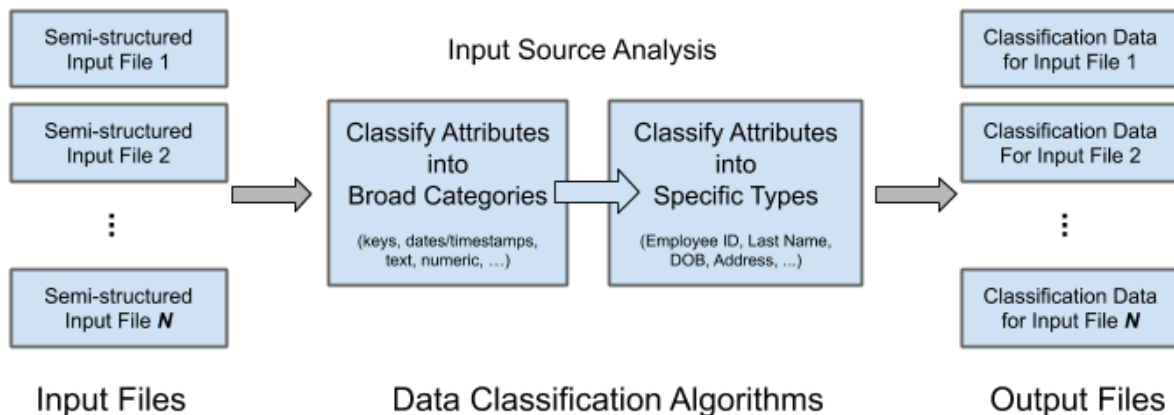 Semi-structured
Input File 1
Semi-structured
Input File 2
⋮
Semi-structured
Input File N
Input Files
Input Source Analysis
Classify Attributes
into
Broad Categories
(keys, dates/timestamps,
text, numeric, …)
Classify Attributes
into
Specific Types
(Employee ID, Last Name,
DOB, Address, ...)
Data Classification Algorithms
Classification Data
for Input File 1
Classification Data
For Input File 2
⋮
Classification Data
for Input File N
Output Files